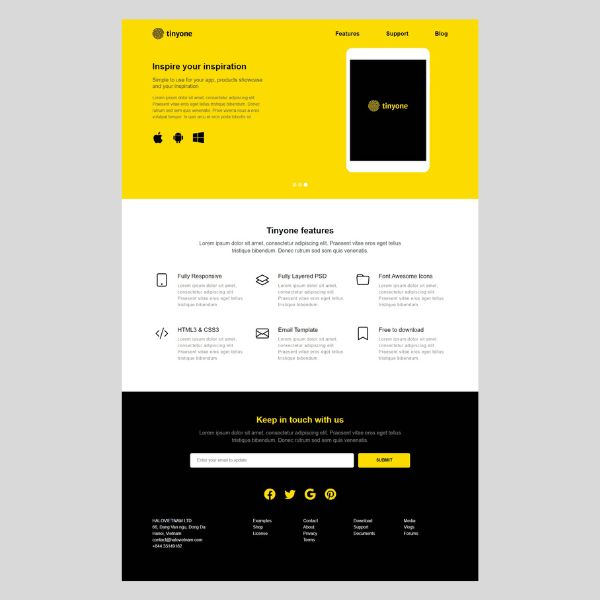 tinyone
Features Support Blog
Inspire your inspiration
Simple to use for your app, products showcase
and your inspiration
Lorem ipsum dolor sit amet, consectetur adipiscing elit.
Praesent vitae eros eget tellus tristique bibendum. Donec
rutrum sed sem quis venenatis. Proin viverra risus a eros
volutpat tempor. In quis arcu et eros porta lobortis sit
tinyone
Tinyone features
Lorem ipsum dolor sit amet, consectetur adipiscing elit. Praesent vitae eros eget tellus
tristique bibendum. Donec rutrum sed sem quis venenatis.
Fully Responsive
Lorem ipsum dolor sit amet,
consectetur adipiscing elit.
Praesent vitae eros eget tellus
tristique bibendum
Fully Layered PSD
Lorem ipsum dolor sit amet,
consectetur adipiscing elit.
Praesent vitae eros eget tellus
tristique bibendum
Font Awesome Icons
Lorem ipsum dolor sit amet,
consectetur adipiscing elit.
Praesent vitae eros eget tellus
tristique bibendum
HTML3 & CSS3
Lorem ipsum dolor sit amet,
consectetur adipiscing elit.
Praesent vitae eros eget tellus
tristique bibendum
Email Template
Lorem ipsum dolor sit amet,
consectetur adipiscing elit.
Praesent vitae eros eget tellus
tristique bibendum
Free to download
Lorem ipsum dolor sit amet,
consectetur adipiscing elit.
Praesent vitae eros eget tellus
tristique bibendum
Keep in touch with us
Lorem ipsum dolor sit amet, consectetur adipiscing elit. Praesent vitae eros eget tellus
tristique bibendum. Donec rutrum sed sem quis venenatis.
Enter your email to update
SUBMIT
HALOVIETNAM LTD
66, Dang Van ngu, Dong Da
Hanoi, Vietnam
contact@halovietnam.com
Examples
Shop
License
Contact
About
Privacy
Terms
Download
Support
Documents
Media
Vlogs
Forums